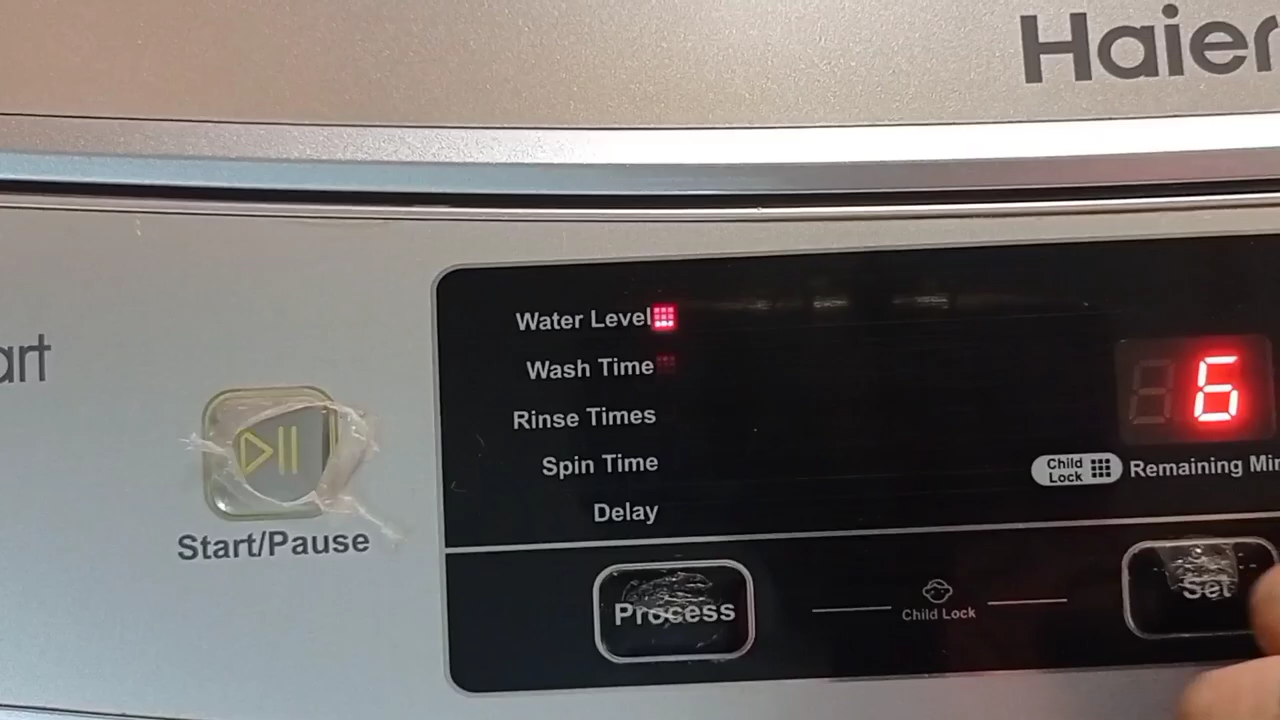 Haier
art
Start/Pause
Water Level
Wash Time
Rinse Times
Spin Time
Delay
6
Child Lock
Remaining Min
Process
Child Lock
Set